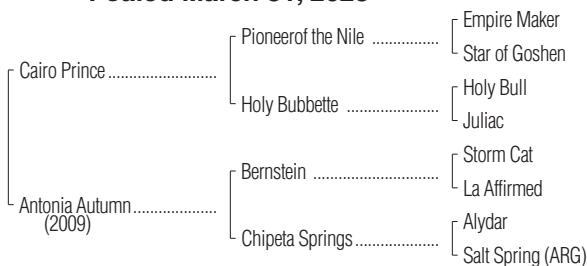 Foaled March 31,
Empire Maker
Pioneerof the Nile ..................
Star of Goshen
Cairo Prince .............................
Holy Bull
Holy Bubbette .........................
Juliac
Storm Cat
Bernstein ..................................
La Affirmed
Antonia Autumn ......................
(2009)
Alydar
Chipeta Springs .......................
Salt Spring (ARG)